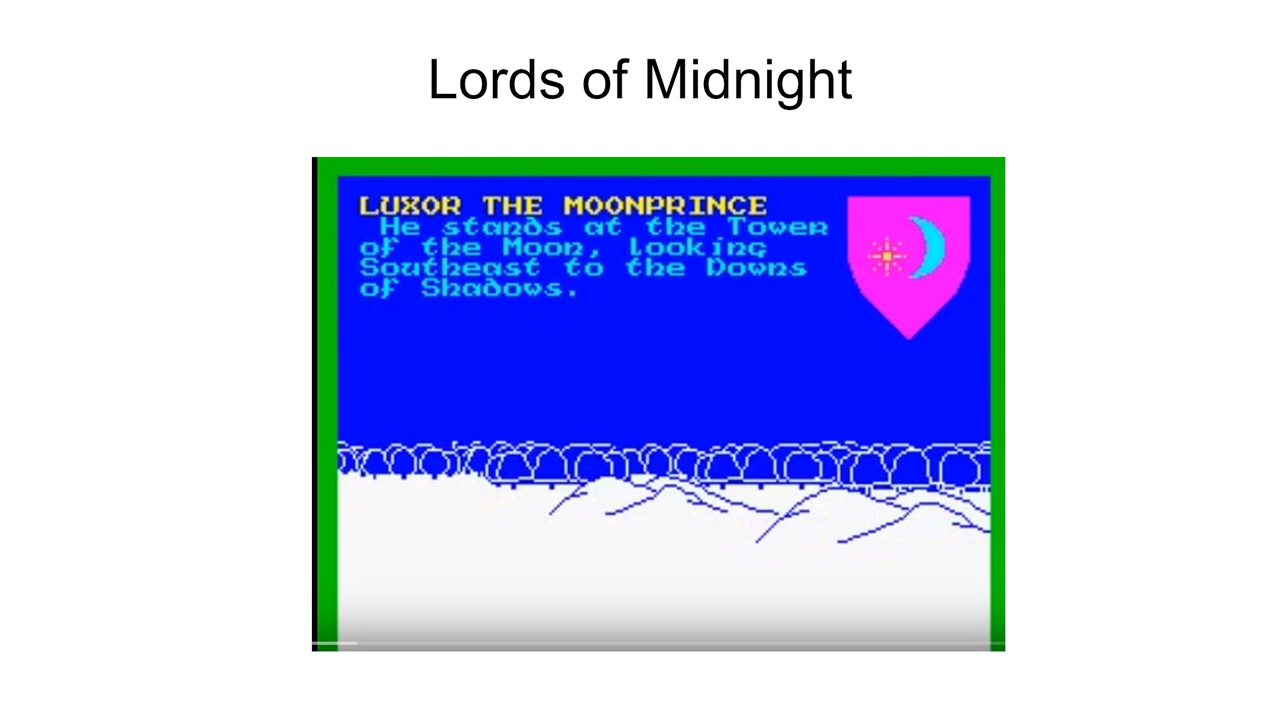 Lords of Midnight
LUXOR THE MOONPRINCE
He stands at the Tower
of the Moon, looking
Southeast to the Downs
of Shadows.